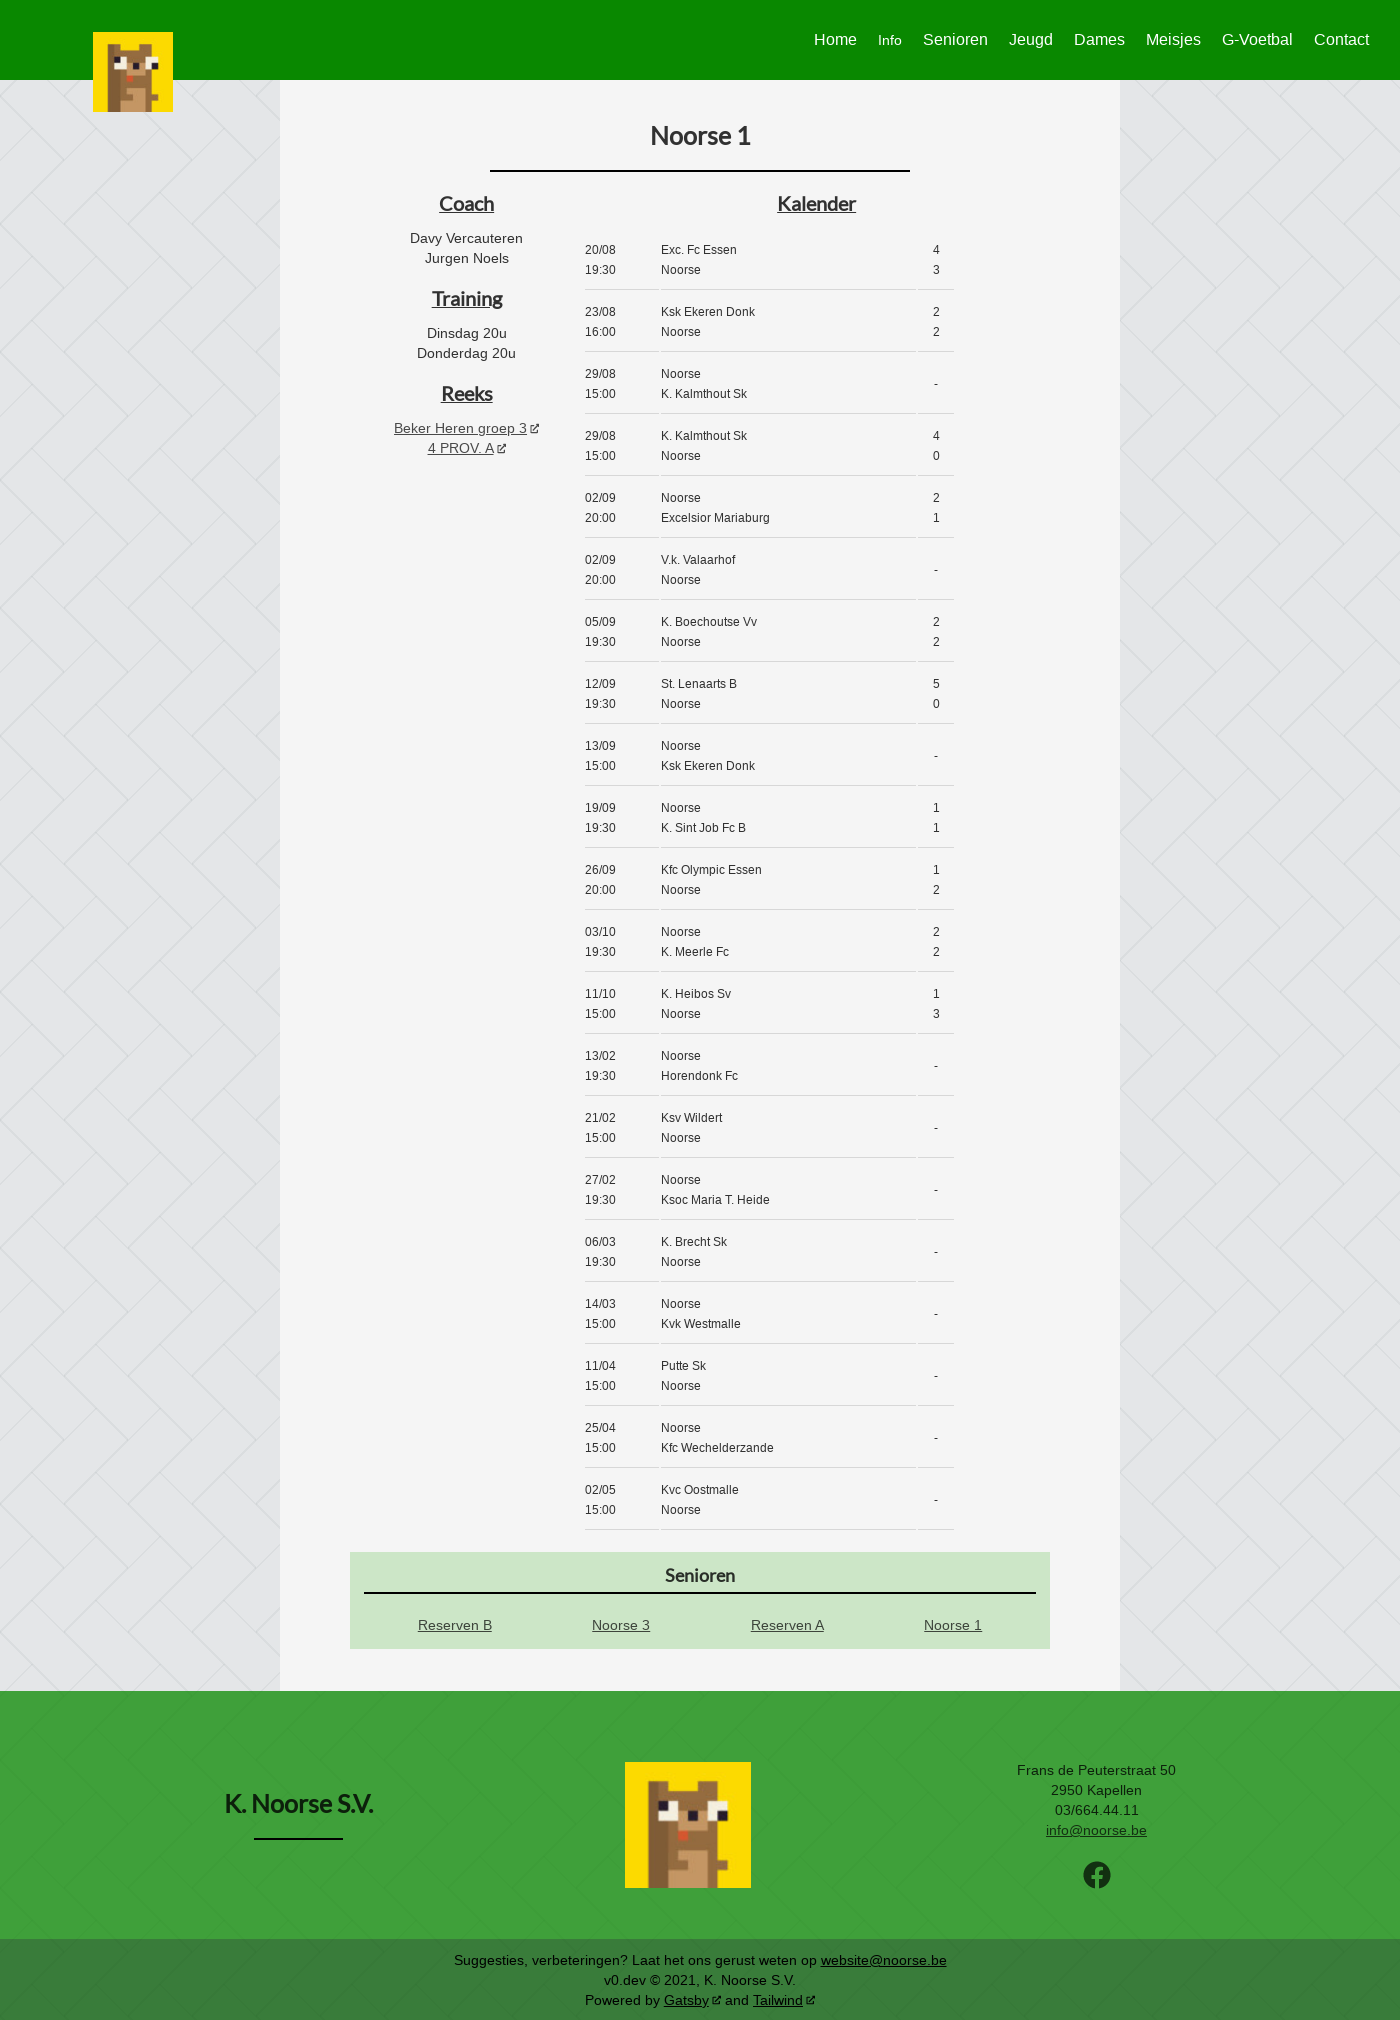 Home Info Senioren Jeugd Dames Meisjes G-Voetbal Contact
Noorse 1
Coach
Davy Vercauteren
Jurgen Noels
Training
Dinsdag 20u
Donderdag 20u
Reeks
Beker Heren groep 3
4 PROV. A
Kalender
20/08 Exc. Fc Essen 4
19:30 Noorse 3
23/08 Ksk Ekeren Donk 2
16:00 Noorse 2
29/08 Noorse
-
15:00 K. Kalmthout Sk
29/08 K. Kalmthout Sk 4
15:00 Noorse 0
02/09 Noorse 2
20:00 Excelsior Mariaburg 1
02/09 V.k. Valaarhof
-
20:00 Noorse
05/09 K. Boechoutse Vv 2
19:30 Noorse 2
12/09 St. Lenaarts B 5
19:30 Noorse 0
13/09 Noorse
-
15:00 Ksk Ekeren Donk
19/09 Noorse 1
19:30 K. Sint Job Fc B 1
26/09 Kfc Olympic Essen 1
20:00 Noorse 2
03/10 Noorse 2
19:30 K. Meerle Fc 2
11/10 K. Heibos Sv 1
15:00 Noorse 3
13/02 Noorse
-
19:30 Horendonk Fc
21/02 Ksv Wildert
-
15:00 Noorse
27/02 Noorse
-
19:30 Ksoc Maria T. Heide
06/03 K. Brecht Sk
-
19:30 Noorse
14/03 Noorse
-
15:00 Kvk Westmalle
11/04 Putte Sk
-
15:00 Noorse
25/04 Noorse
-
15:00 Kfc Wechelderzande
02/05 Kvc Oostmalle
-
15:00 Noorse
Senioren
Reserven B Noorse 3 Reserven A Noorse 1
K. Noorse S.V.
Frans de Peuterstraat 50
2950 Kapellen
03/664.44.11
info@noorse.be
Suggesties, verbeteringen? Laat het ons gerust weten op website@noorse.be
v0.dev © 2021, K. Noorse S.V.
Powered by Gatsby and Tailwind